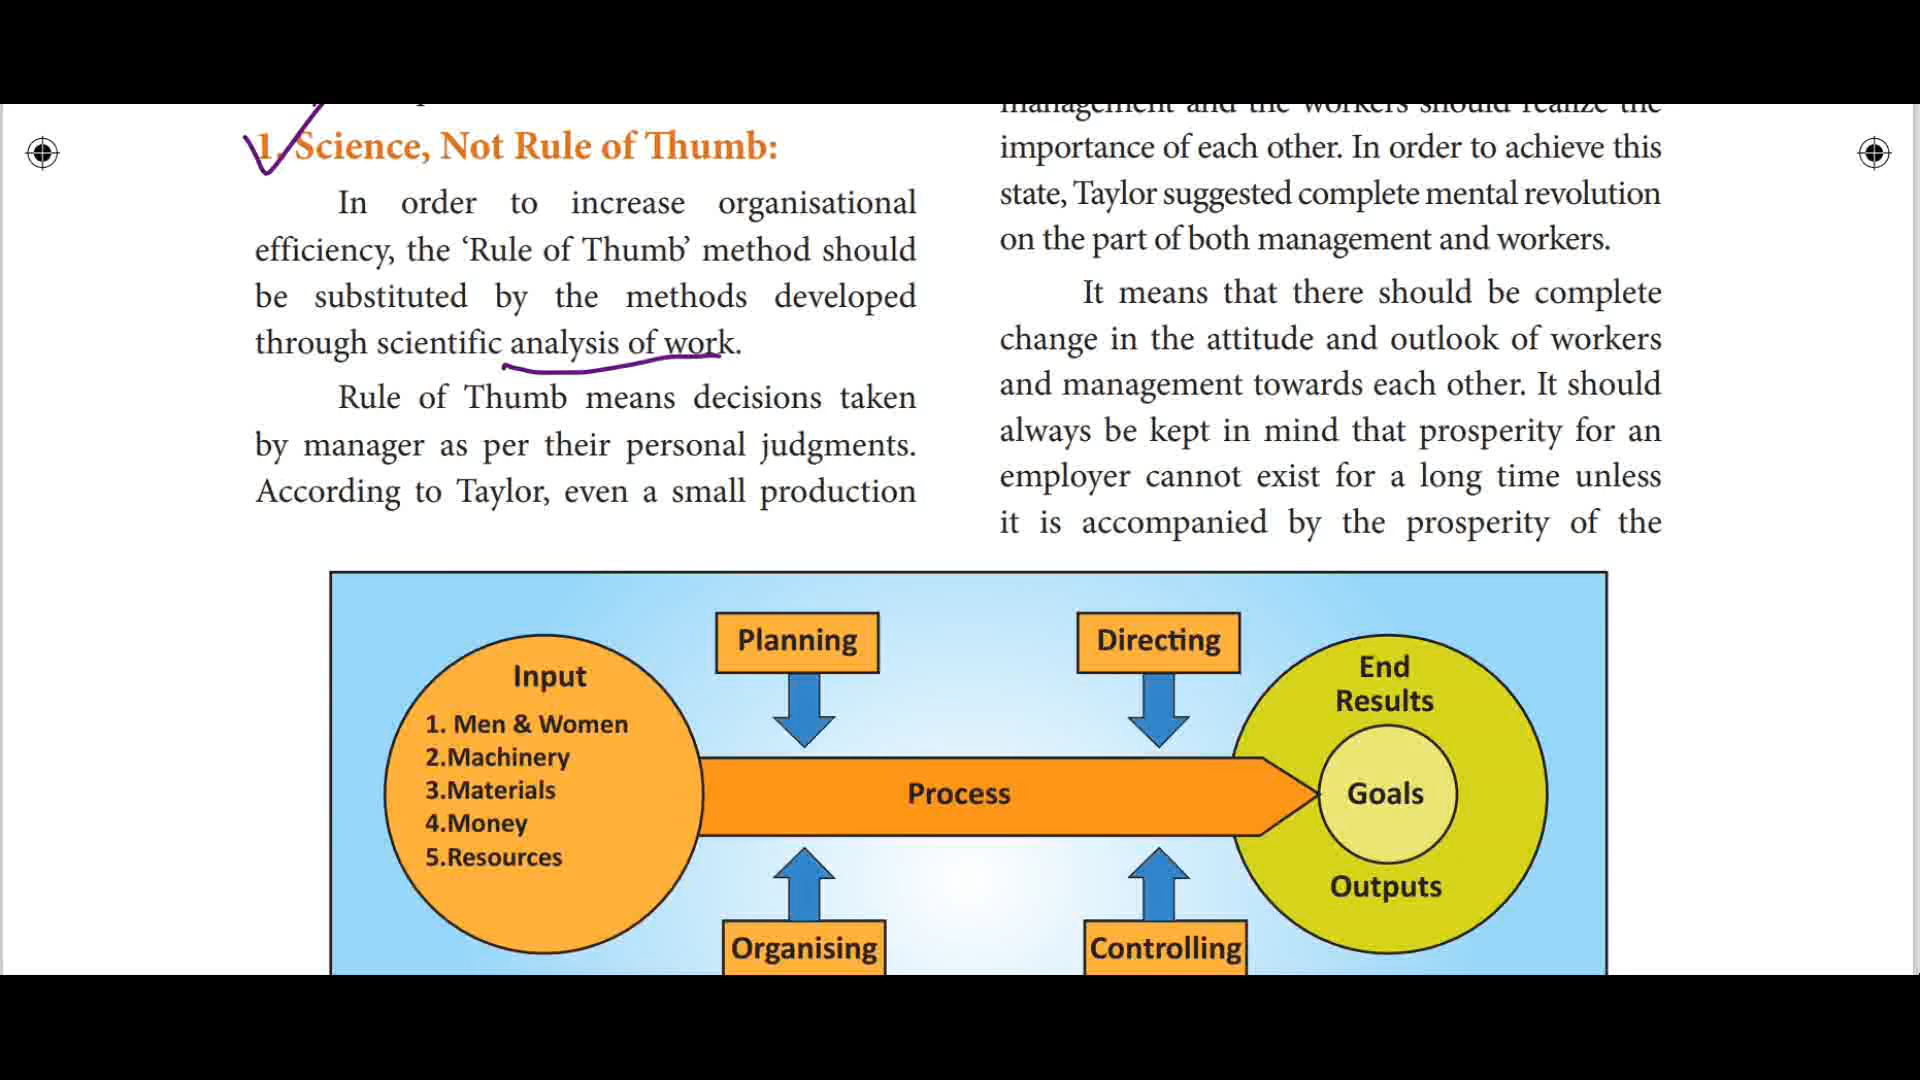 1. Science, Not Rule of Thumb:
In order to increase organisational
efficiency, the ‘Rule of Thumb’ method should
be substituted by the methods developed
through scientific analysis of work.
Rule of Thumb means decisions taken
by manager as per their personal judgments.
According to Taylor, even a small production
management and the workers should realize the
importance of each other. In order to achieve this
state, Taylor suggested complete mental revolution
on the part of both management and workers.
It means that there should be complete
change in the attitude and outlook of workers
and management towards each other. It should
always be kept in mind that prosperity for an
employer cannot exist for a long time unless
it is accompanied by the prosperity of the
Input
1. Men & Women
2.Machinery
3.Materials
4.Money
5.Resources
Planning
Directing
Process
Organising
Controlling
End
Results
Goals
Outputs